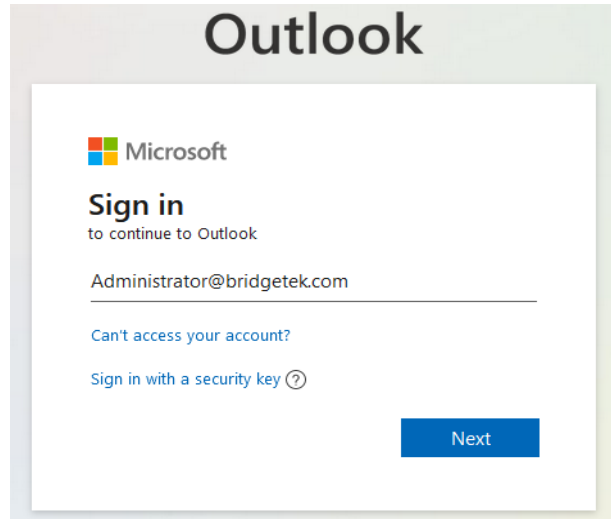 Outlook
Microsoft
Sign in
to continue to Outlook
Administrator@bridgetek.com
Can't access your account?
Sign in with a security key
Next